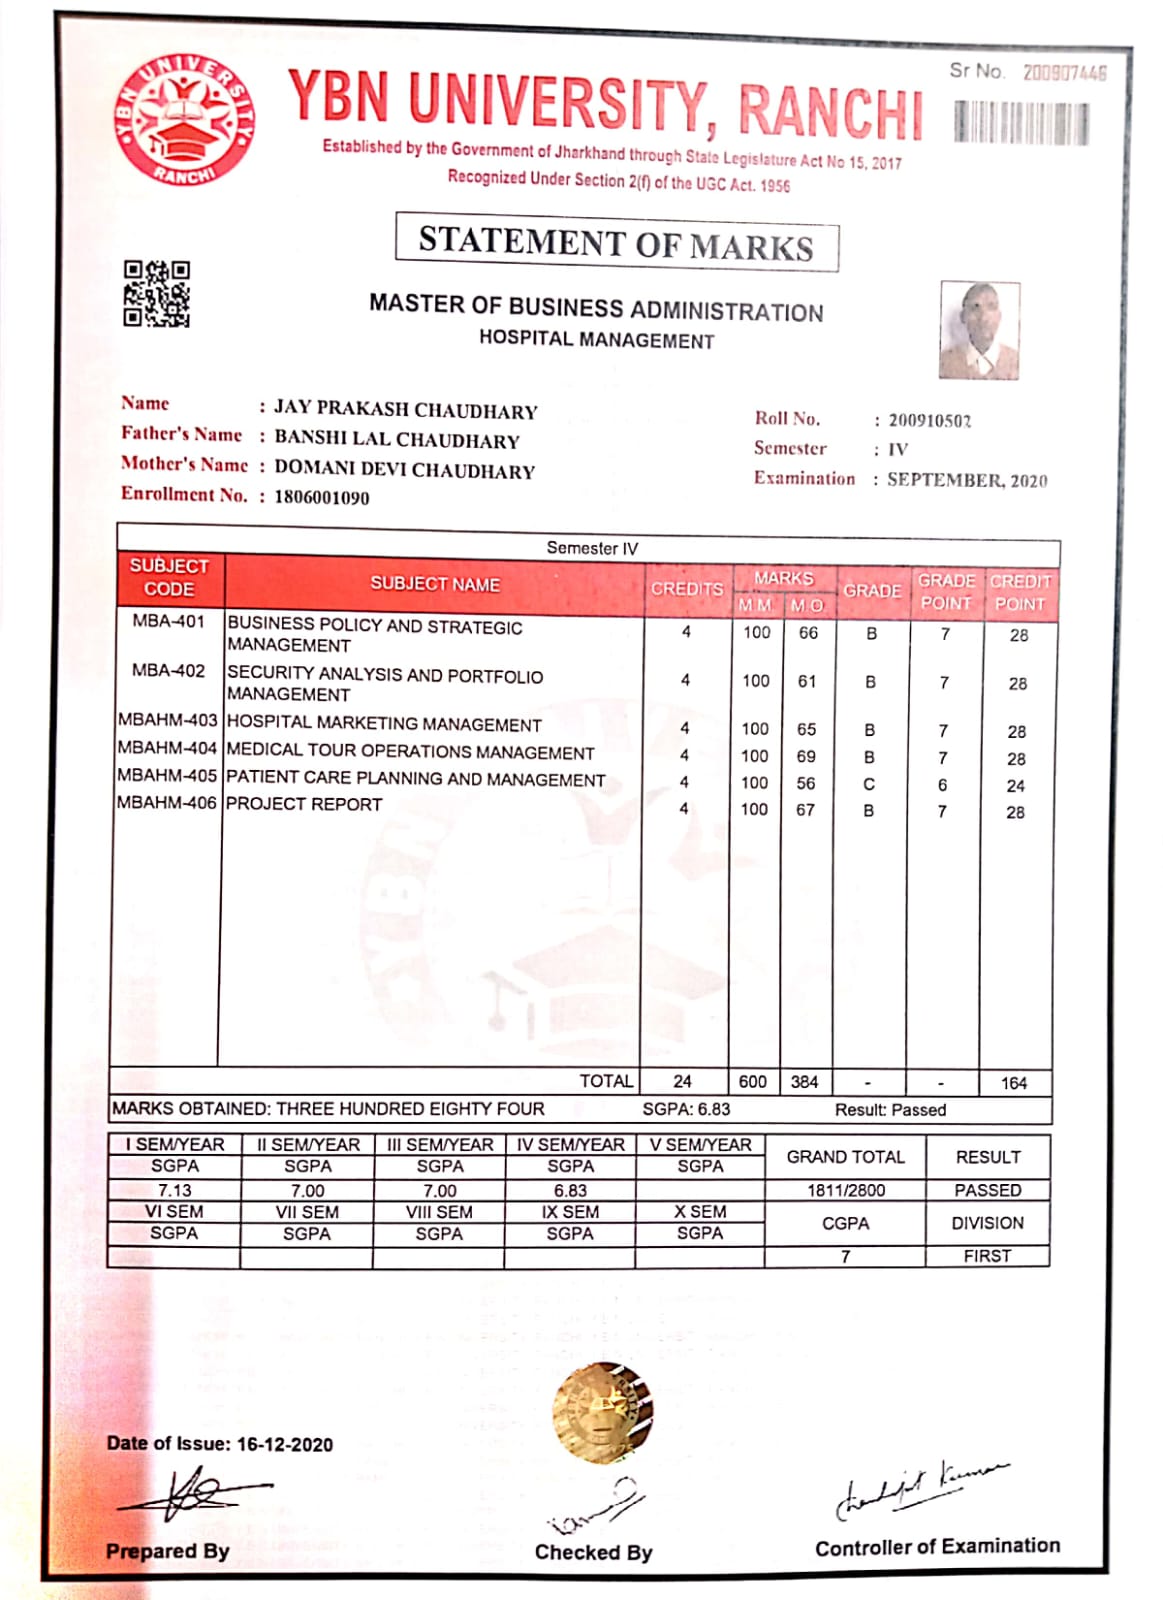 YBN UNIVERSITY
RANCHI
Sr No. 200907446
YBN UNIVERSITY, RANCHI
Established by the Government of Jharkhand through State Legislature Act No 15, 2017
Recognized Under Section 2(f) of the UGC Act. 1956
STATEMENT OF MARKS
MASTER OF BUSINESS ADMINISTRATION
HOSPITAL MANAGEMENT
Name : JAY PRAKASH CHAUDHARY
Father's Name : BANSHI LAL CHAUDHARY
Mother's Name : DOMANI DEVI CHAUDHARY
Enrollment No. : 1806001090
Roll No. : 200910502
Semester : IV
Examination : SEPTEMBER, 2020
Semester IV
SUBJECT CODE SUBJECT NAME CREDITS MARKS M.M. M.O. GRADE GRADE POINT CREDIT POINT
MBA-401 BUSINESS POLICY AND STRATEGIC 4 100 66 B 7 28
MANAGEMENT
MBA-402 SECURITY ANALYSIS AND PORTFOLIO 4 100 61 B 7 28
MANAGEMENT
MBAHM-403 HOSPITAL MARKETING MANAGEMENT 4 100 65 B 7 28
MBAHM-404 MEDICAL TOUR OPERATIONS MANAGEMENT 4 100 69 B 7 28
MBAHM-405 PATIENT CARE PLANNING AND MANAGEMENT 4 100 56 C 6 24
MBAHM-406 PROJECT REPORT 4 100 67 B 7 28
TOTAL 24 600 384 - - 164
MARKS OBTAINED: THREE HUNDRED EIGHTY FOUR SGPA: 6.83 Result: Passed
I SEM/YEAR II SEM/YEAR III SEM/YEAR IV SEM/YEAR V SEM/YEAR GRAND TOTAL RESULT
SGPA SGPA SGPA SGPA SGPA
7.13 7.00 7.00 6.83 1811/2800 PASSED
VI SEM VII SEM VIII SEM IX SEM X SEM CGPA DIVISION
SGPA SGPA SGPA SGPA SGPA
7 FIRST
Date of Issue: 16-12-2020
Prepared By
Checked By
Controller of Examination